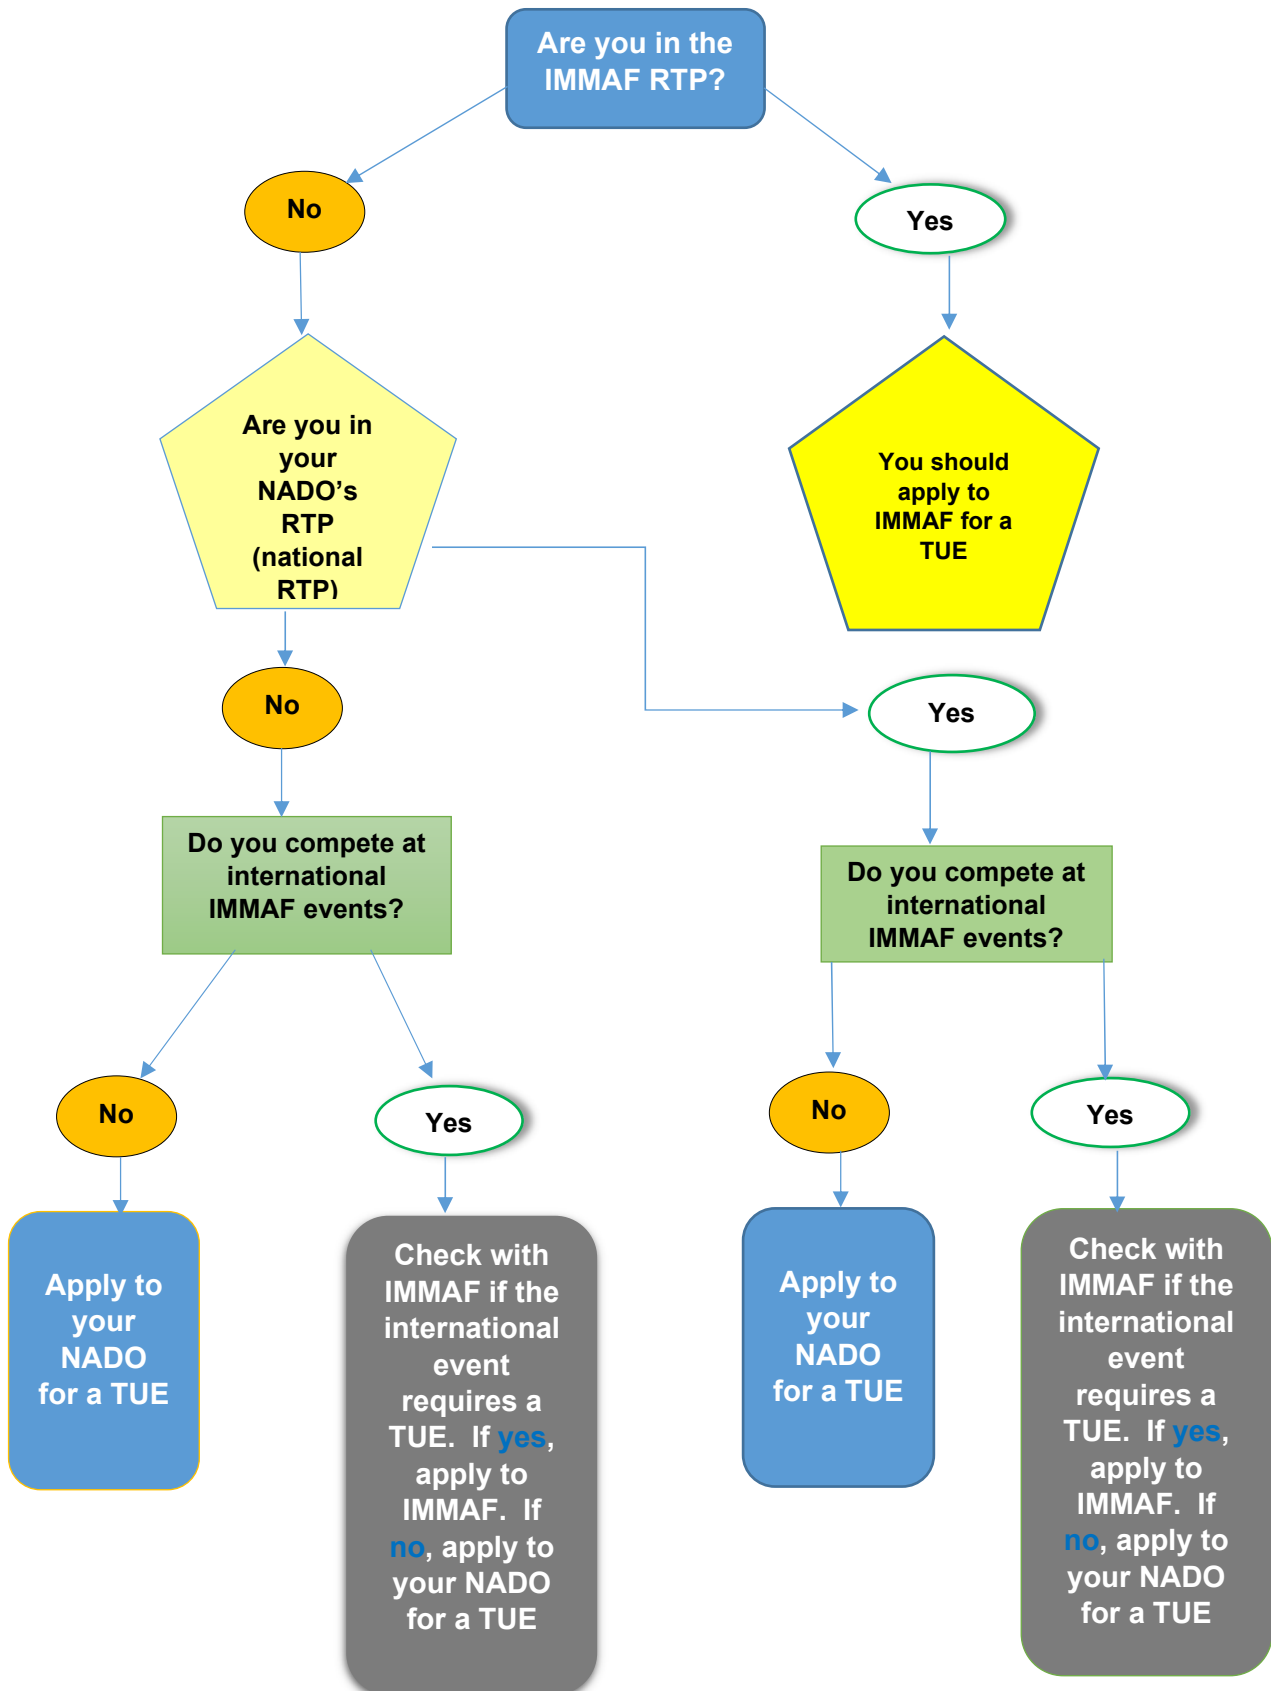 Are you in the
IMMAF RTP?
No
Yes
Are you in
your
NADO’s
RTP
(national
RTP)
You should
apply to
IMMAF for a
TUE
No
Yes
Do you compete at
international
IMMAF events?
Do you compete at
international
IMMAF events?
No
Yes
No
Yes
Apply to
your
NADO
for a TUE
Check with
IMMAF if the
international
event
requires a
TUE.  If yes,
apply to
IMMAF.  If
no, apply to
your NADO
for a TUE
Apply to
your
NADO
for a TUE
Check with
IMMAF if the
international
event
requires a
TUE.  If yes,
apply to
IMMAF.  If
no, apply to
your NADO
for a TUE